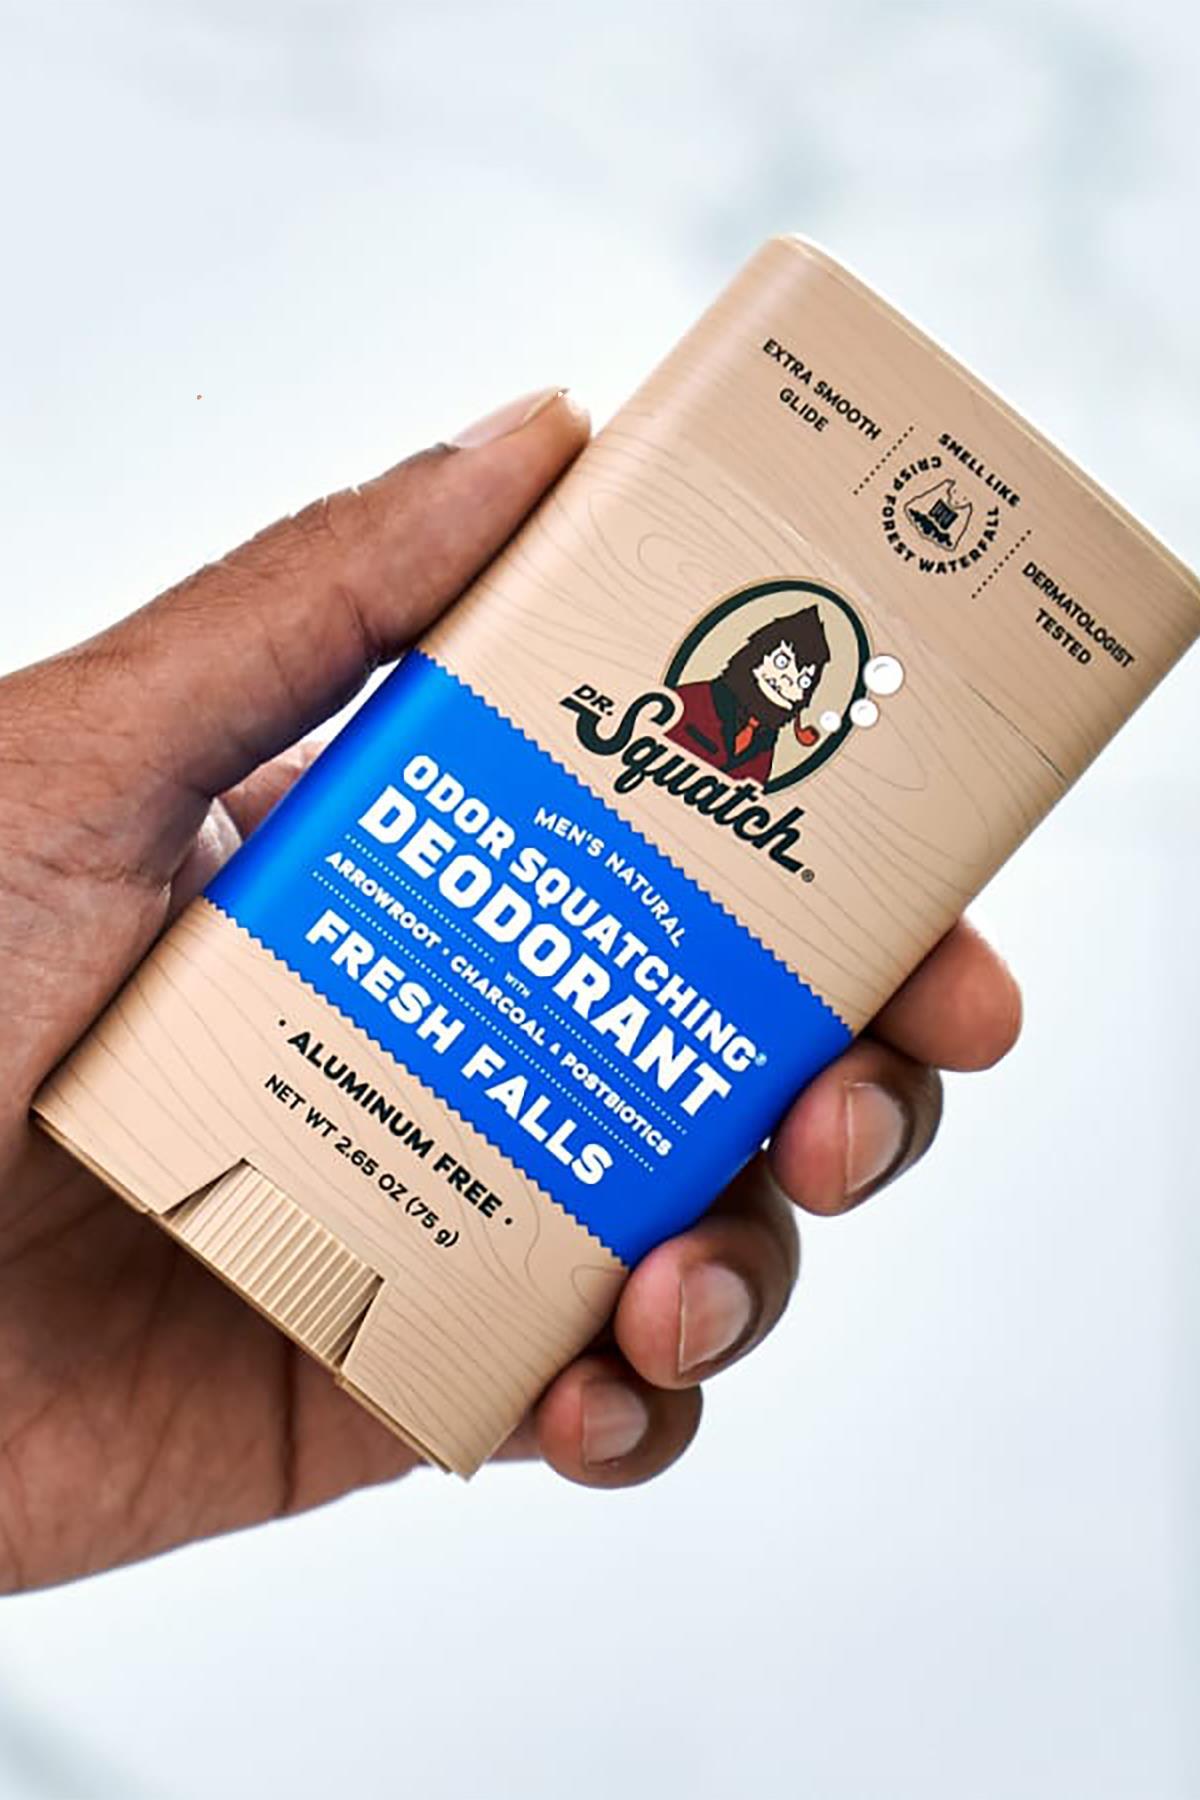 EXTRA SMOOTH
GLIDE
SMELL LIKE
CRISP FOREST WATERFALL
DERMATOLOGIST
TESTED
DR.
Squatch®
MEN'S NATURAL
ODOR SQUATCHING®
DEODORANT
WITH
ARROWROOT • CHARCOAL & POSTBIOTICS
FRESH FALLS
• ALUMINUM FREE •
NET WT 2.65 OZ (75 g)